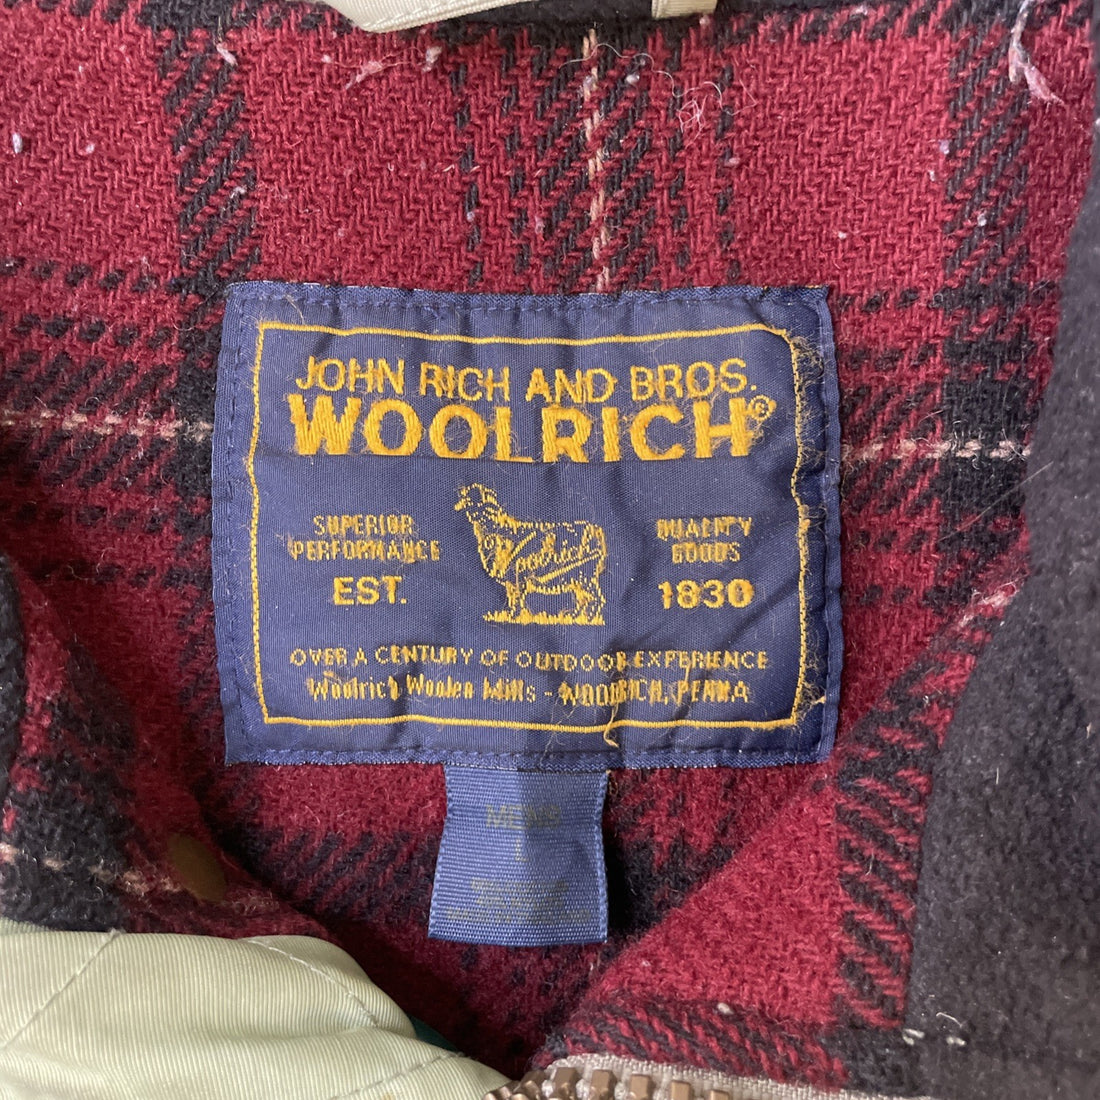 JOHN RICH AND BROS.
WOOLRICH®
SUPERIOR
PERFORMANCE
EST.
Woolrich
QUALITY
GOODS
1830
OVER A CENTURY OF OUTDOOR EXPERIENCE
Woolrich Woolen Mills - WOOLRICH, PENNA
MENS
L